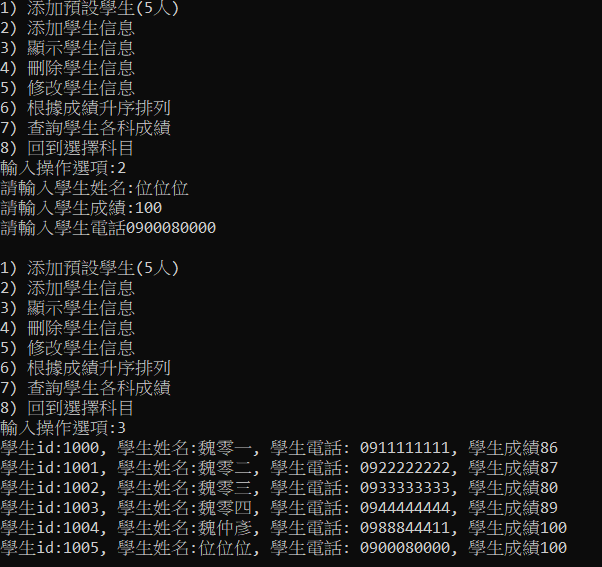 1) 添加預設學生(5人)
2) 添加學生信息
3) 顯示學生信息
4) 刪除學生信息
5) 修改學生信息
6) 根據成績升序排列
7) 查詢學生各科成績
8) 回到選擇科目
輸入操作選項:2
請輸入學生姓名:位位位
請輸入學生成績:100
請輸入學生電話0900080000
1) 添加預設學生(5人)
2) 添加學生信息
3) 顯示學生信息
4) 刪除學生信息
5) 修改學生信息
6) 根據成績升序排列
7) 查詢學生各科成績
8) 回到選擇科目
輸入操作選項:3
學生id:1000, 學生姓名:魏零一, 學生電話: 0911111111, 學生成績86
學生id:1001, 學生姓名:魏零二, 學生電話: 0922222222, 學生成績87
學生id:1002, 學生姓名:魏零三, 學生電話: 0933333333, 學生成績80
學生id:1003, 學生姓名:魏零四, 學生電話: 0944444444, 學生成績89
學生id:1004, 學生姓名:魏仲彥, 學生電話: 0988844411, 學生成績100
學生id:1005, 學生姓名:位位位, 學生電話: 0900080000, 學生成績100